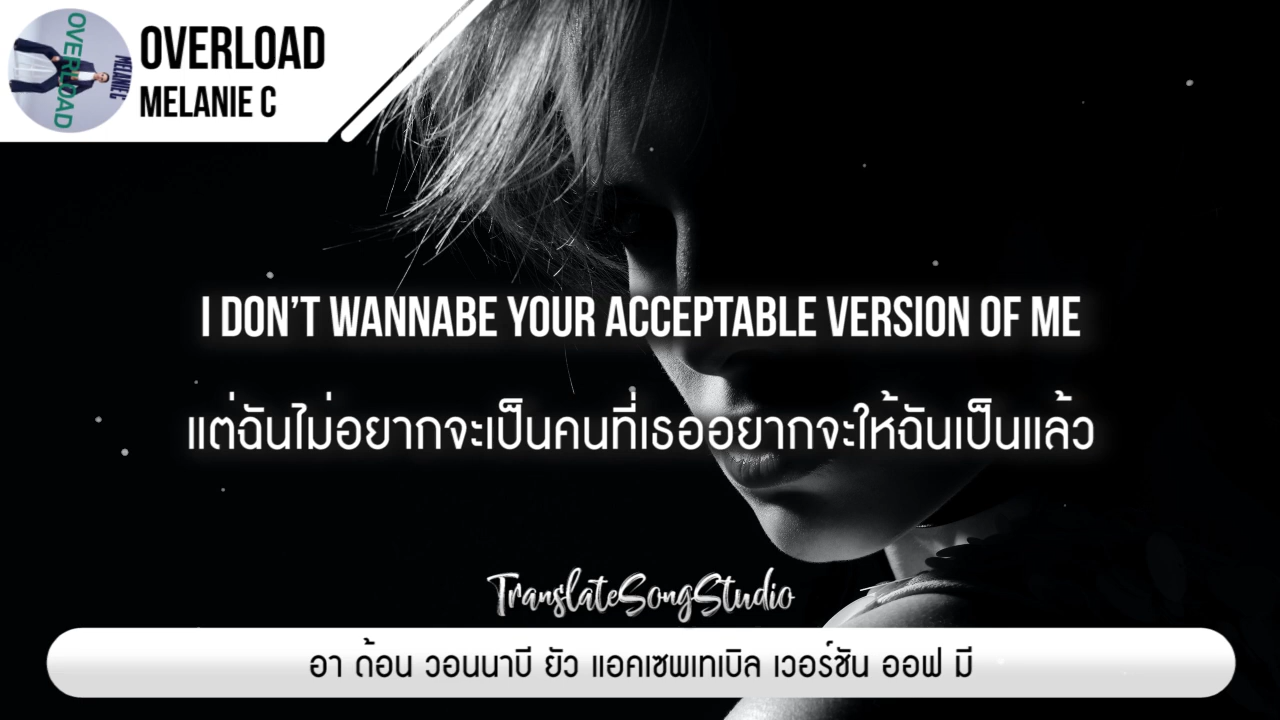 OVERLOAD
MELANIE C
OVERLOAD
MELANIE C
I DON'T WANNABE YOUR ACCEPTABLE VERSION OF ME
แต่ฉันไม่อยากจะเป็นคนที่เธออยากจะให้ฉันเป็นแล้ว
TranslateSongStudio
อา ด้อน วอนนาบี ยัว แอคเซพเทเบิล เวอร์ชัน ออฟ มี